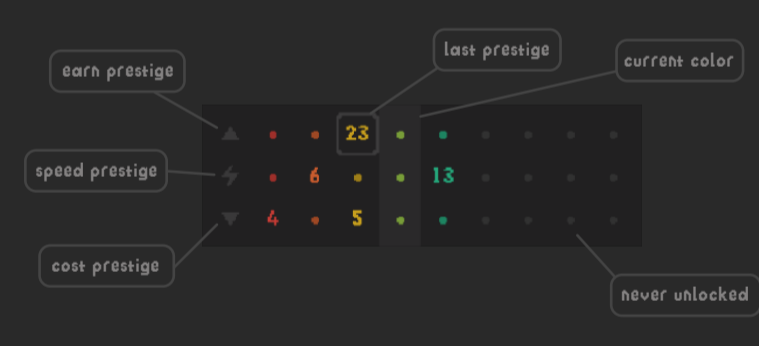 last prestige
current color
earn prestige
23
speed prestige
6
13
4
5
cost prestige
never unlocked